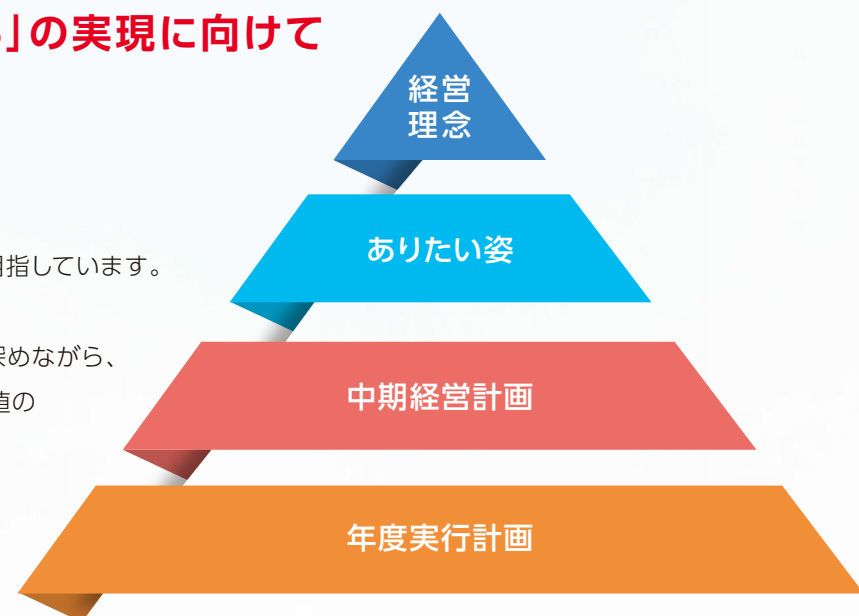 」の実現に向けて
経営
理念
ありたい姿
指しています。
深めながら、
値の
中期経営計画
年度実行計画